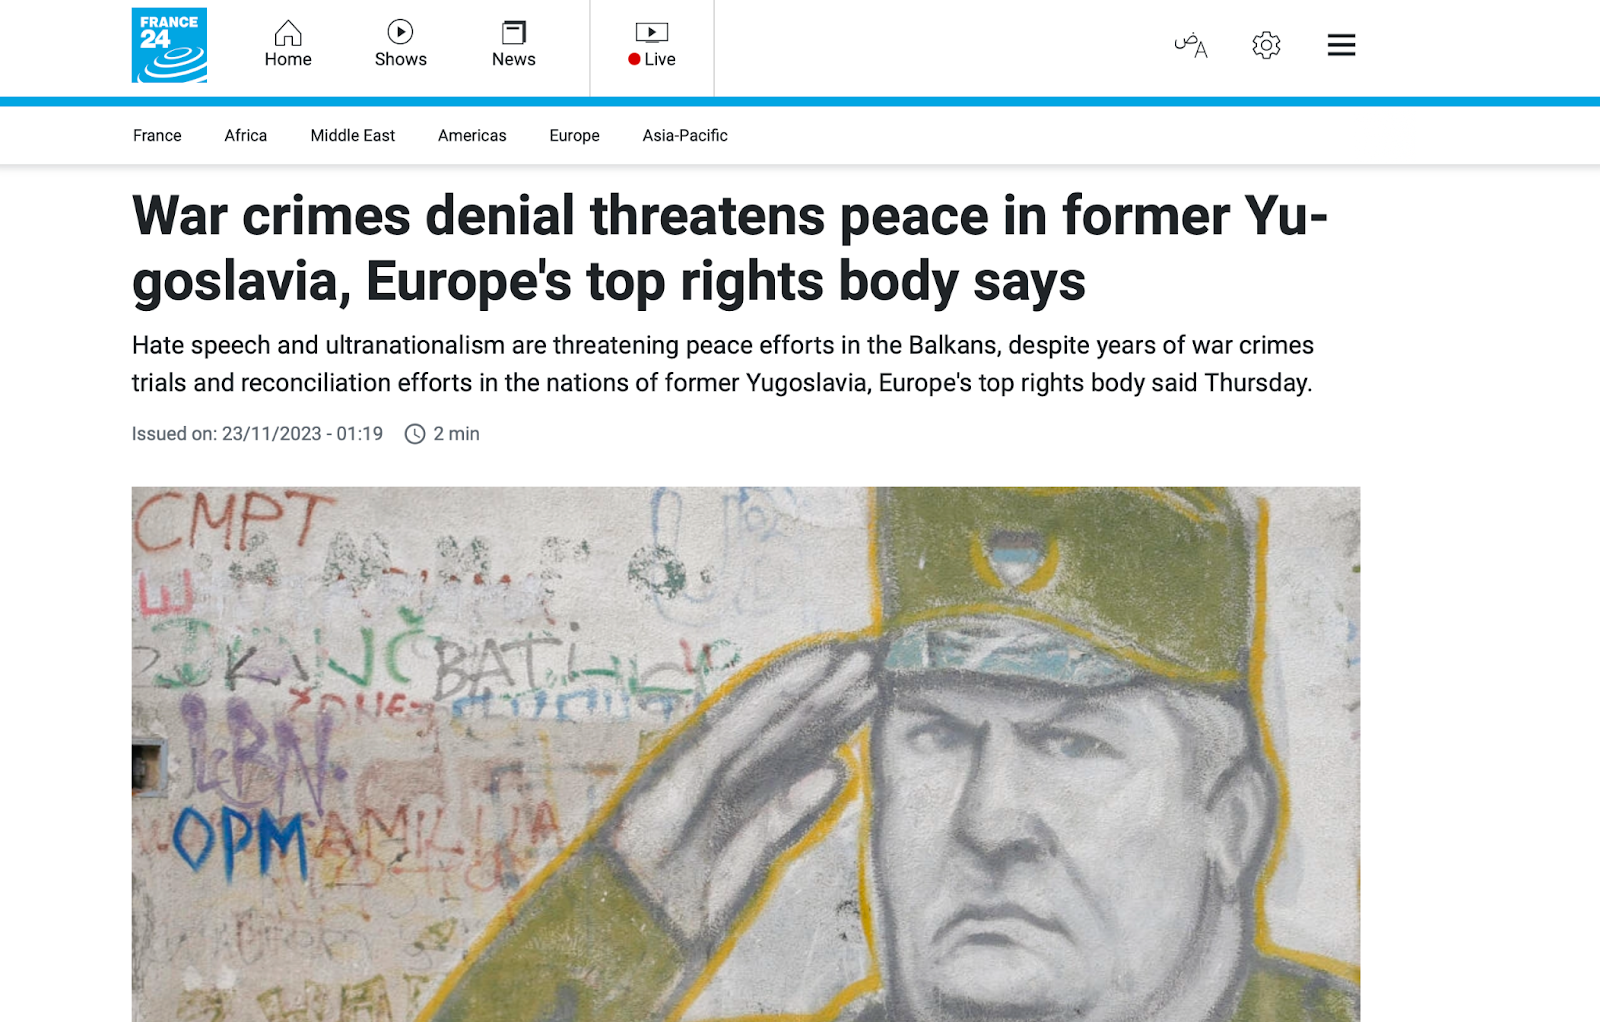 FRANCE
24
Home
Shows
News
Live
France
Africa
Middle East
Americas
Europe
Asia-Pacific
War crimes denial threatens peace in former Yu-
goslavia, Europe's top rights body says
Hate speech and ultranationalism are threatening peace efforts in the Balkans, despite years of war crimes
trials and reconciliation efforts in the nations of former Yugoslavia, Europe's top rights body said Thursday.
Issued on: 23/11/2023 - 01:19
2 min
СМРТ
OPM